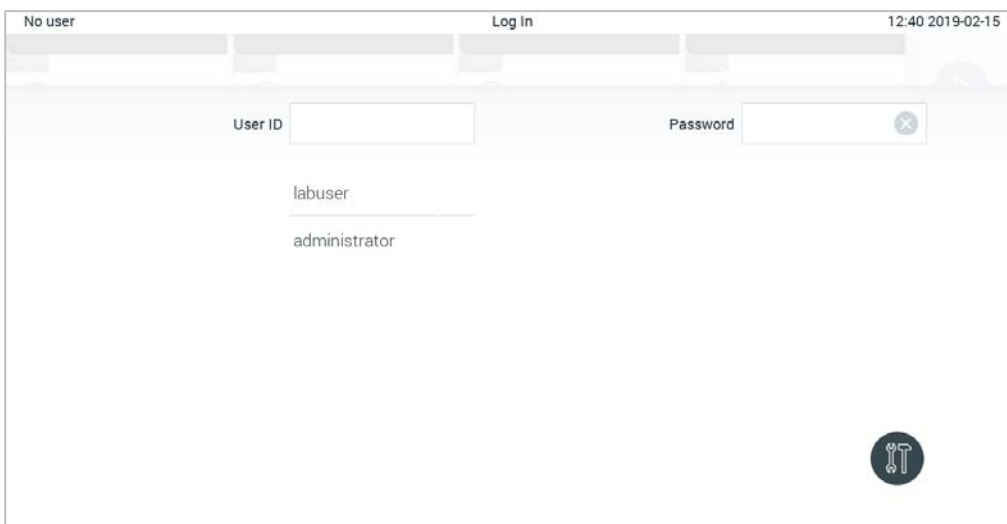 No user Log In 12:40 2019-02-15
User ID Password
labuser
administrator